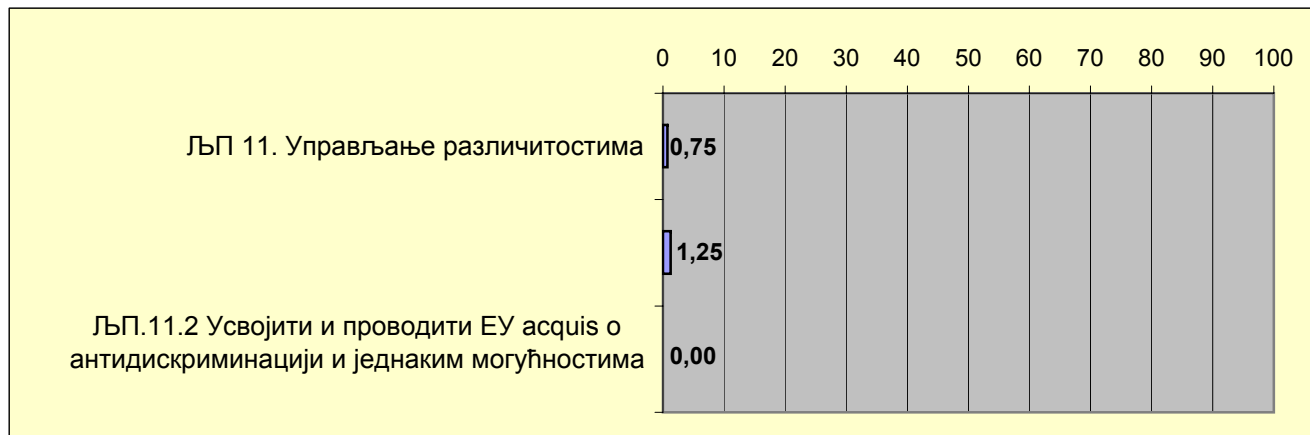 0 10 20 30 40 50 60 70 80 90 100
ЉП 11. Управљање различитостима
0,75
1,25
ЉП.11.2 Усвојити и проводити ЕУ acquis о
антидискриминацији и једнаким могућностима
0,00